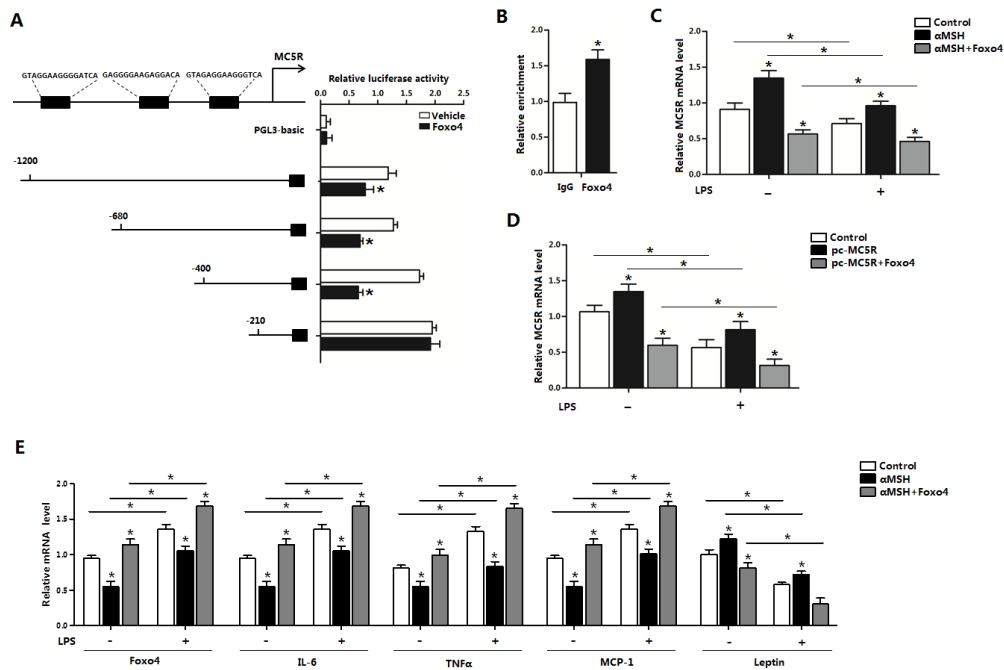 A
MC5R
GTAGGAAGGGGATCA GAGGGGAAGAGGACA GTAGAGGAAGGGTCA
Relative luciferase activity
0.0 0.5 1.0 1.5 2.0 2.5
PGL3-basic
Vehicle
Foxo4
-1200
*
-680
*
-400
*
-210
B
Relative enrichment
2.0
1.5
1.0
0.5
0.0
*
IgG Foxo4
C
Control
αMSH
αMSH+Foxo4
Relative MC5R mRNA level
2.0
1.5
1.0
0.5
0.0
*
*
*
* * * *
LPS - +
D
Control
pc-MC5R
pc-MC5R+Foxo4
Relative MC5R mRNA level
2.0
1.5
1.0
0.5
0.0
*
*
*
* * * *
LPS - +
E
Control
αMSH
αMSH+Foxo4
Relative mRNA level
2.0
1.5
1.0
0.5
0.0
* * * * *
* * * * *
* * * * *
* * * * * * * * * * * * * * * * * * *
LPS - + - + - + - + - +
Foxo4 IL-6 TNFα MCP-1 Leptin